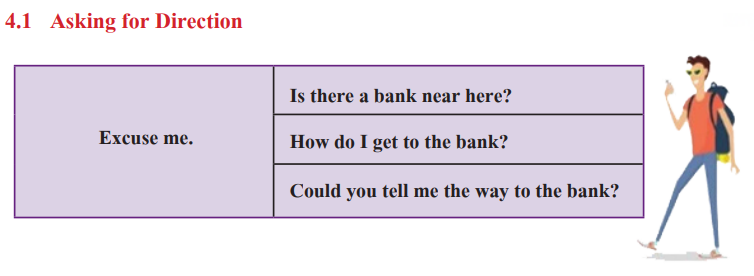 4.1 Asking for Direction
Excuse me.
Is there a bank near here?
How do I get to the bank?
Could you tell me the way to the bank?